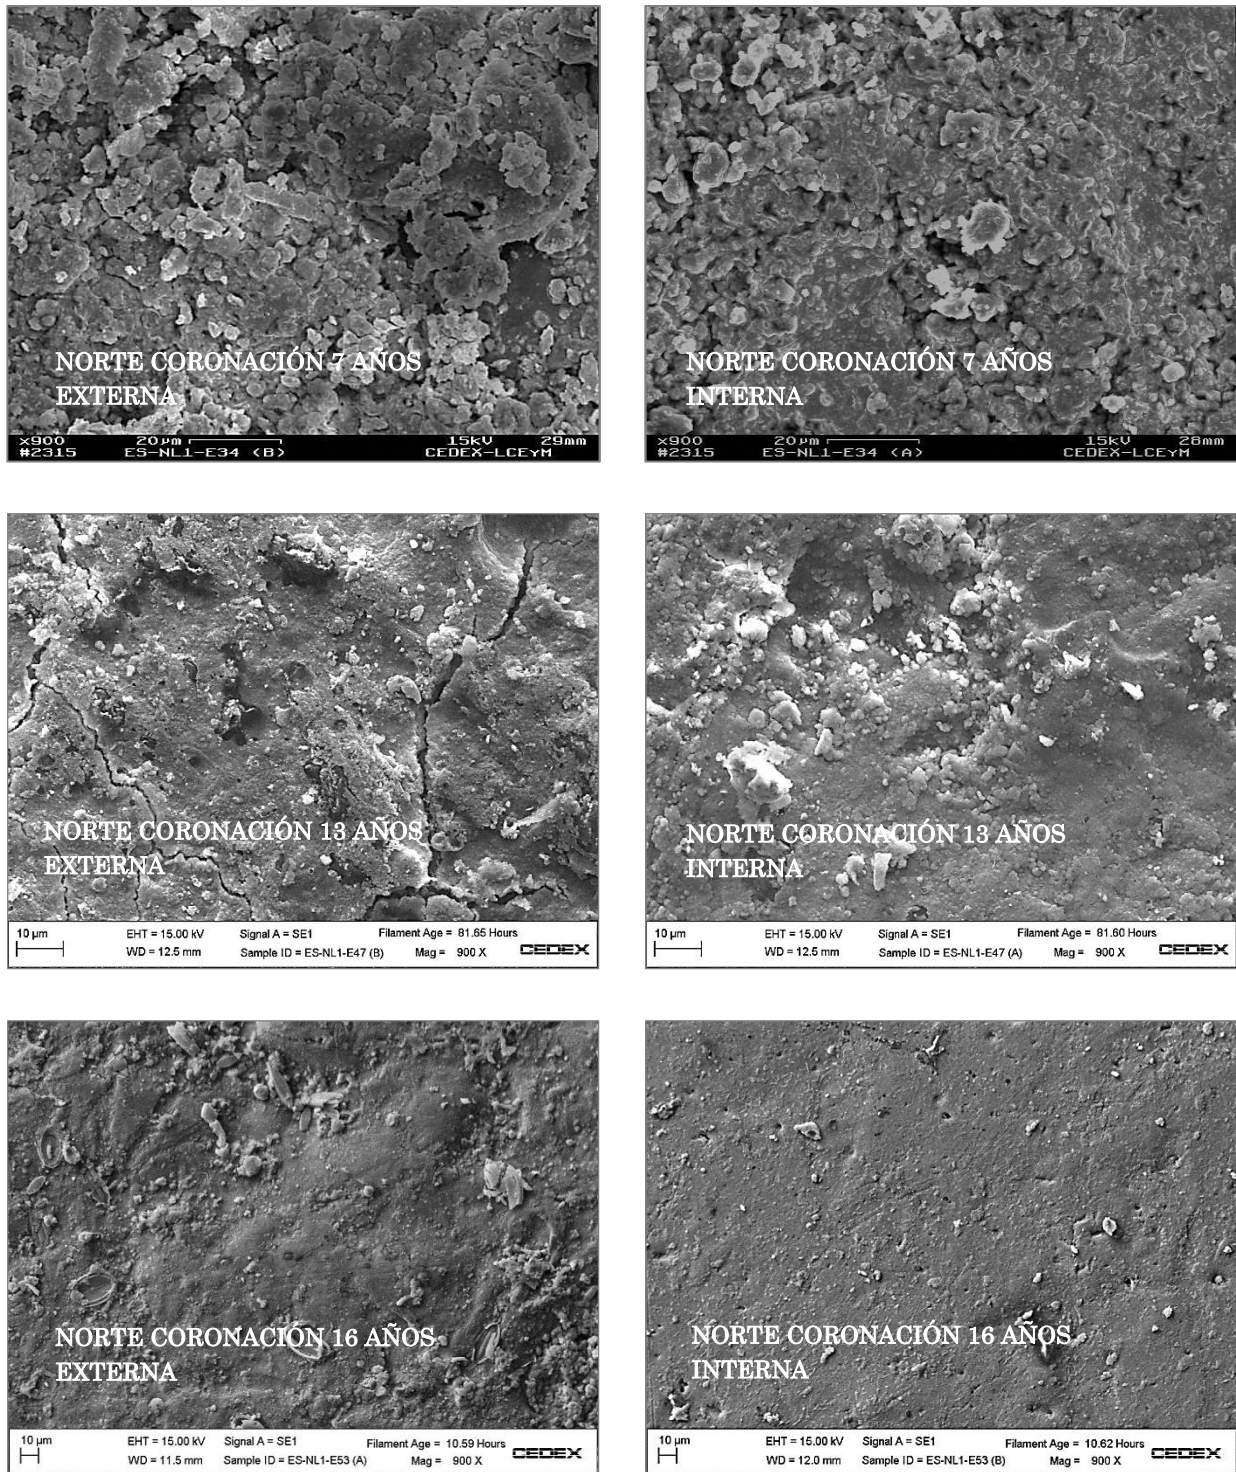 NORTE CORONACIÓN 7 AÑOS
EXTERNA
x900 20µm 15kV 29mm
#2315 ES-NL1-E34 (B) CEDEX-LCEyM
NORTE CORONACIÓN 7 AÑOS
INTERNA
x900 20µm 15kV 28mm
#2315 ES-NL1-E34 (A) CEDEX-LCEyM
NORTE CORONACIÓN 13 AÑOS
EXTERNA
10 µm EHT = 15.00 kV Signal A = SE1 Filament Age = 81.65 Hours
WD = 12.5 mm Sample ID = ES-NL1-E47 (B) Mag = 900 X CEDEX
NORTE CORONACIÓN 13 AÑOS
INTERNA
10 µm EHT = 15.00 kV Signal A = SE1 Filament Age = 81.60 Hours
WD = 12.5 mm Sample ID = ES-NL1-E47 (A) Mag = 900 X CEDEX
NORTE CORONACIÓN 16 AÑOS
EXTERNA
10 µm EHT = 15.00 kV Signal A = SE1 Filament Age = 10.59 Hours
WD = 11.5 mm Sample ID = ES-NL1-E53 (A) Mag = 900 X CEDEX
NORTE CORONACIÓN 16 AÑOS
INTERNA
10 µm EHT = 15.00 kV Signal A = SE1 Filament Age = 10.62 Hours
WD = 12.0 mm Sample ID = ES-NL1-E53 (B) Mag = 900 X CEDEX